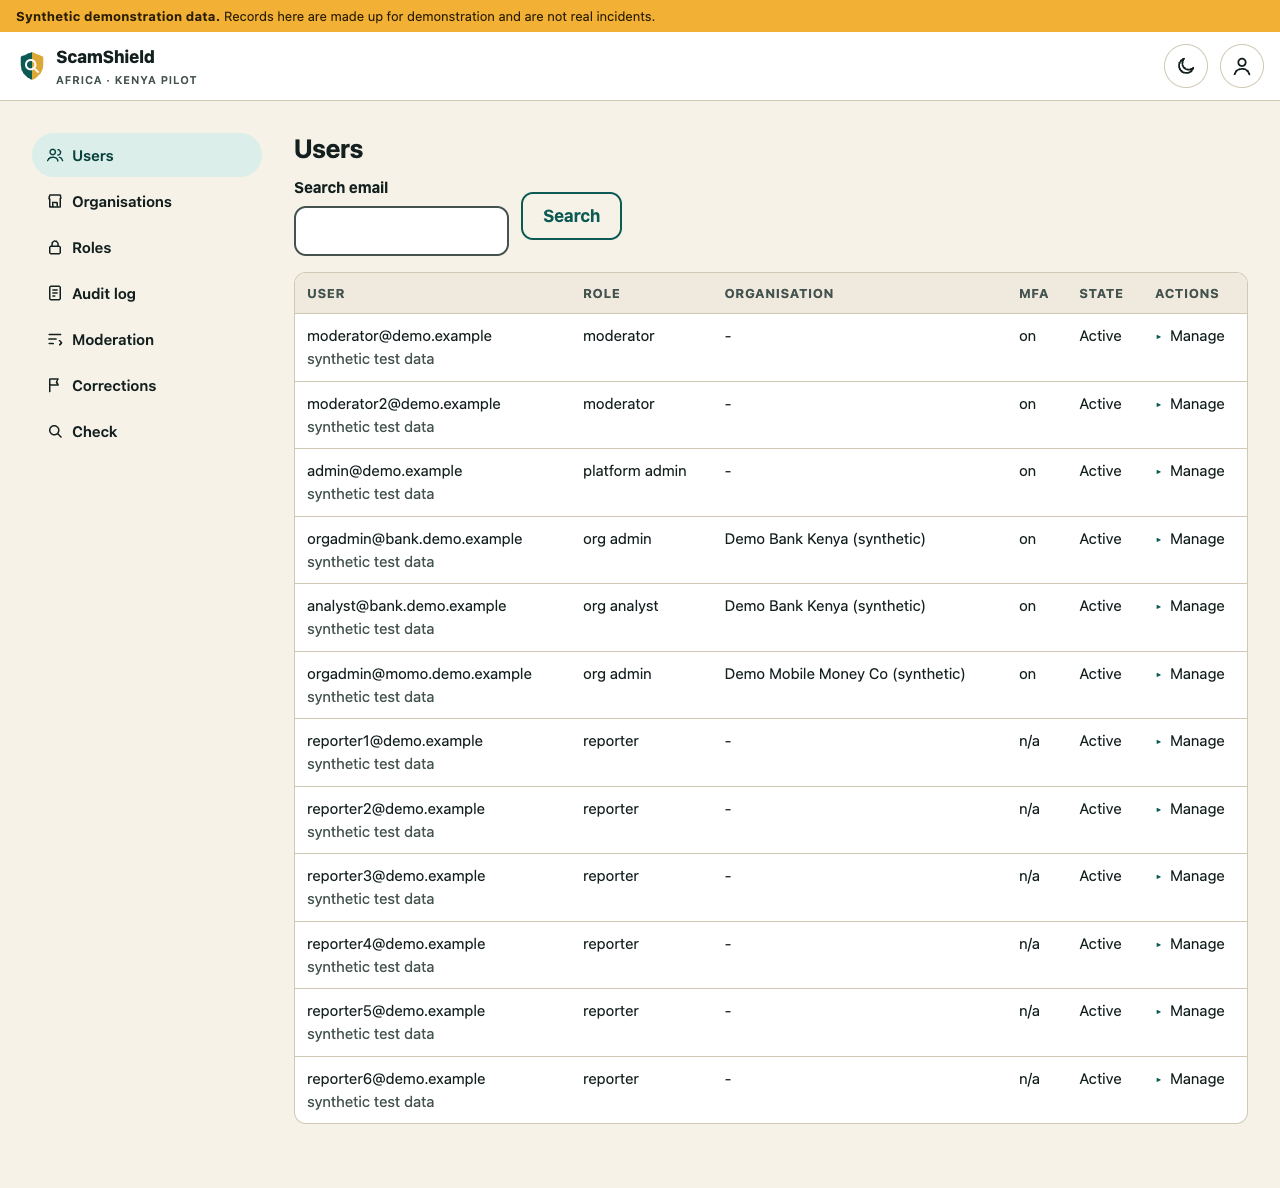 Synthetic demonstration data. Records here are made up for demonstration and are not real incidents.
ScamShield
AFRICA · KENYA PILOT
Users
Organisations
Roles
Audit log
Moderation
Corrections
Check
Users
Search email
Search
USER ROLE ORGANISATION MFA STATE ACTIONS
moderator@demo.example moderator - on Active ▸ Manage
synthetic test data
moderator2@demo.example moderator - on Active ▸ Manage
synthetic test data
admin@demo.example platform admin - on Active ▸ Manage
synthetic test data
orgadmin@bank.demo.example org admin Demo Bank Kenya (synthetic) on Active ▸ Manage
synthetic test data
analyst@bank.demo.example org analyst Demo Bank Kenya (synthetic) on Active ▸ Manage
synthetic test data
orgadmin@momo.demo.example org admin Demo Mobile Money Co (synthetic) on Active ▸ Manage
synthetic test data
reporter1@demo.example reporter - n/a Active ▸ Manage
synthetic test data
reporter2@demo.example reporter - n/a Active ▸ Manage
synthetic test data
reporter3@demo.example reporter - n/a Active ▸ Manage
synthetic test data
reporter4@demo.example reporter - n/a Active ▸ Manage
synthetic test data
reporter5@demo.example reporter - n/a Active ▸ Manage
synthetic test data
reporter6@demo.example reporter - n/a Active ▸ Manage
synthetic test data